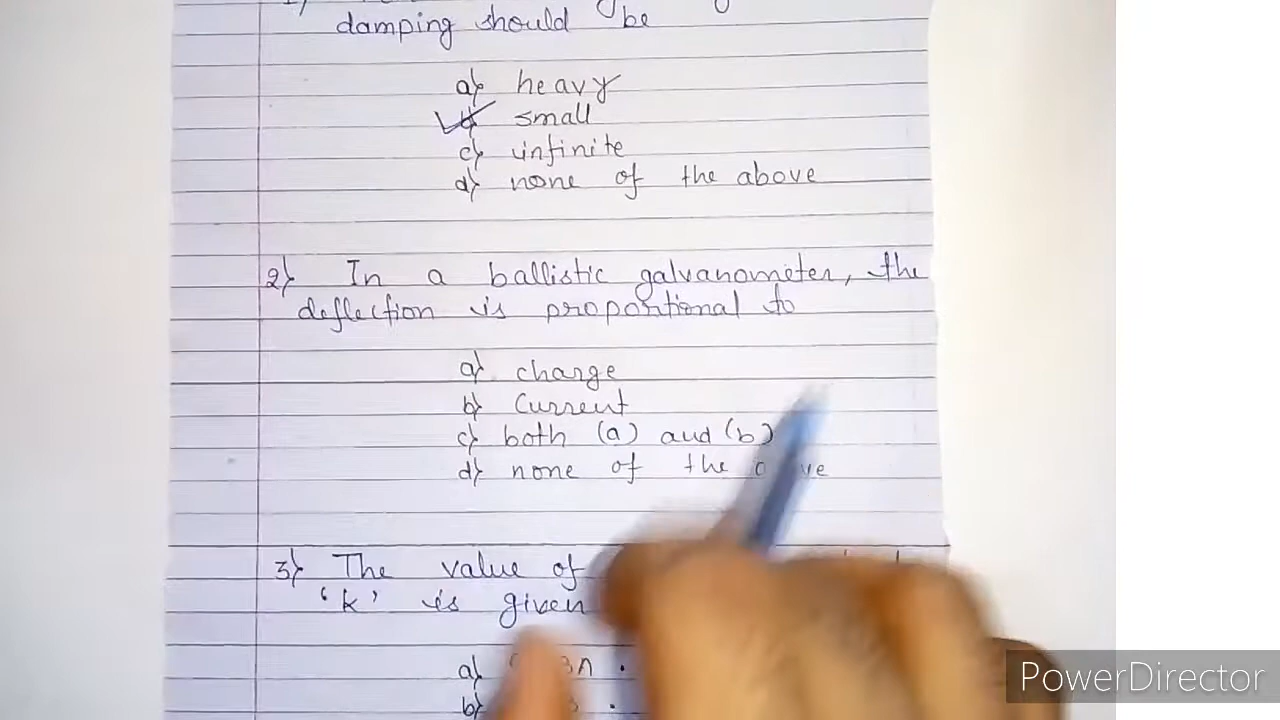 damping should be
a) heavy
small
c) infinite
d) none of the above
2) In a ballistic galvanometer, the
deflection is proportional to
a) charge
b) Current
c) both (a) and (b)
d) none of the
3) The value of
'k' is given
a)
b)
PowerDirector